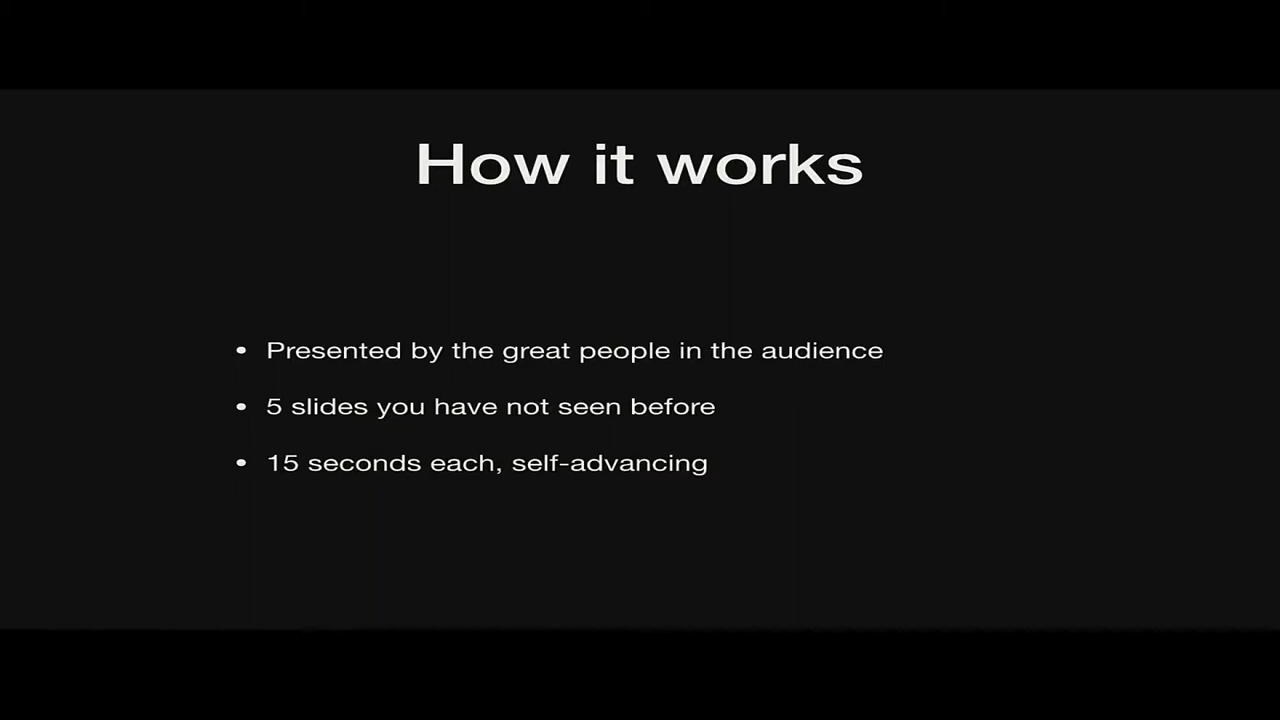 How it works
• Presented by the great people in the audience
• 5 slides you have not seen before
• 15 seconds each, self-advancing